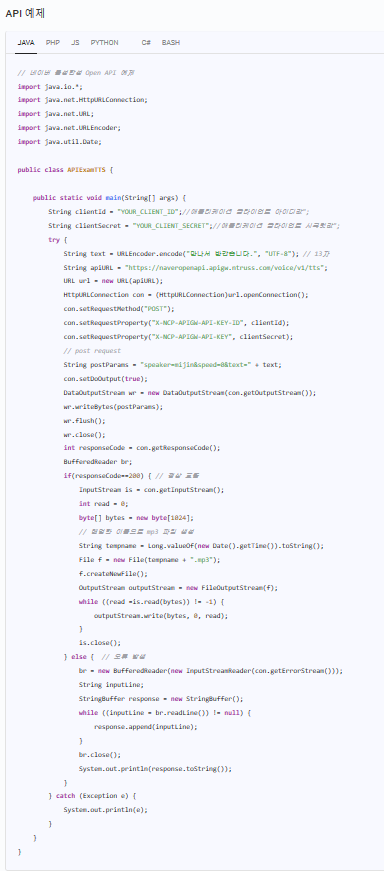 API 예제
JAVA PHP JS PYTHON C# BASH
// 네이버 음성합성 Open API 예제
import java.io.*;
import java.net.HttpURLConnection;
import java.net.URL;
import java.net.URLEncoder;
import java.util.Date;
public class APIExamTTS {
public static void main(String[] args) {
String clientId = "YOUR_CLIENT_ID";//애플리케이션 클라이언트 아이디값";
String clientSecret = "YOUR_CLIENT_SECRET";//애플리케이션 클라이언트 시크릿값";
try {
String text = URLEncoder.encode("만나서 반갑습니다.", "UTF-8"); // 13자
String apiURL = "https://naveropenapi.apigw.ntruss.com/voice/v1/tts";
URL url = new URL(apiURL);
HttpURLConnection con = (HttpURLConnection)url.openConnection();
con.setRequestMethod("POST");
con.setRequestProperty("X-NCP-APIGW-API-KEY-ID", clientId);
con.setRequestProperty("X-NCP-APIGW-API-KEY", clientSecret);
// post request
String postParams = "speaker=mijin&speed=0&text=" + text;
con.setDoOutput(true);
DataOutputStream wr = new DataOutputStream(con.getOutputStream());
wr.writeBytes(postParams);
wr.flush();
wr.close();
int responseCode = con.getResponseCode();
BufferedReader br;
if(responseCode==200) { // 정상 호출
InputStream is = con.getInputStream();
int read = 0;
byte[] bytes = new byte[1024];
// 랜덤한 이름으로 mp3 파일 생성
String tempname = Long.valueOf(new Date().getTime()).toString();
File f = new File(tempname + ".mp3");
f.createNewFile();
OutputStream outputStream = new FileOutputStream(f);
while ((read =is.read(bytes)) != -1) {
outputStream.write(bytes, 0, read);
}
is.close();
} else { // 오류 발생
br = new BufferedReader(new InputStreamReader(con.getErrorStream()));
String inputLine;
StringBuffer response = new StringBuffer();
while ((inputLine = br.readLine()) != null) {
response.append(inputLine);
}
br.close();
System.out.println(response.toString());
}
} catch (Exception e) {
System.out.println(e);
}
}
}